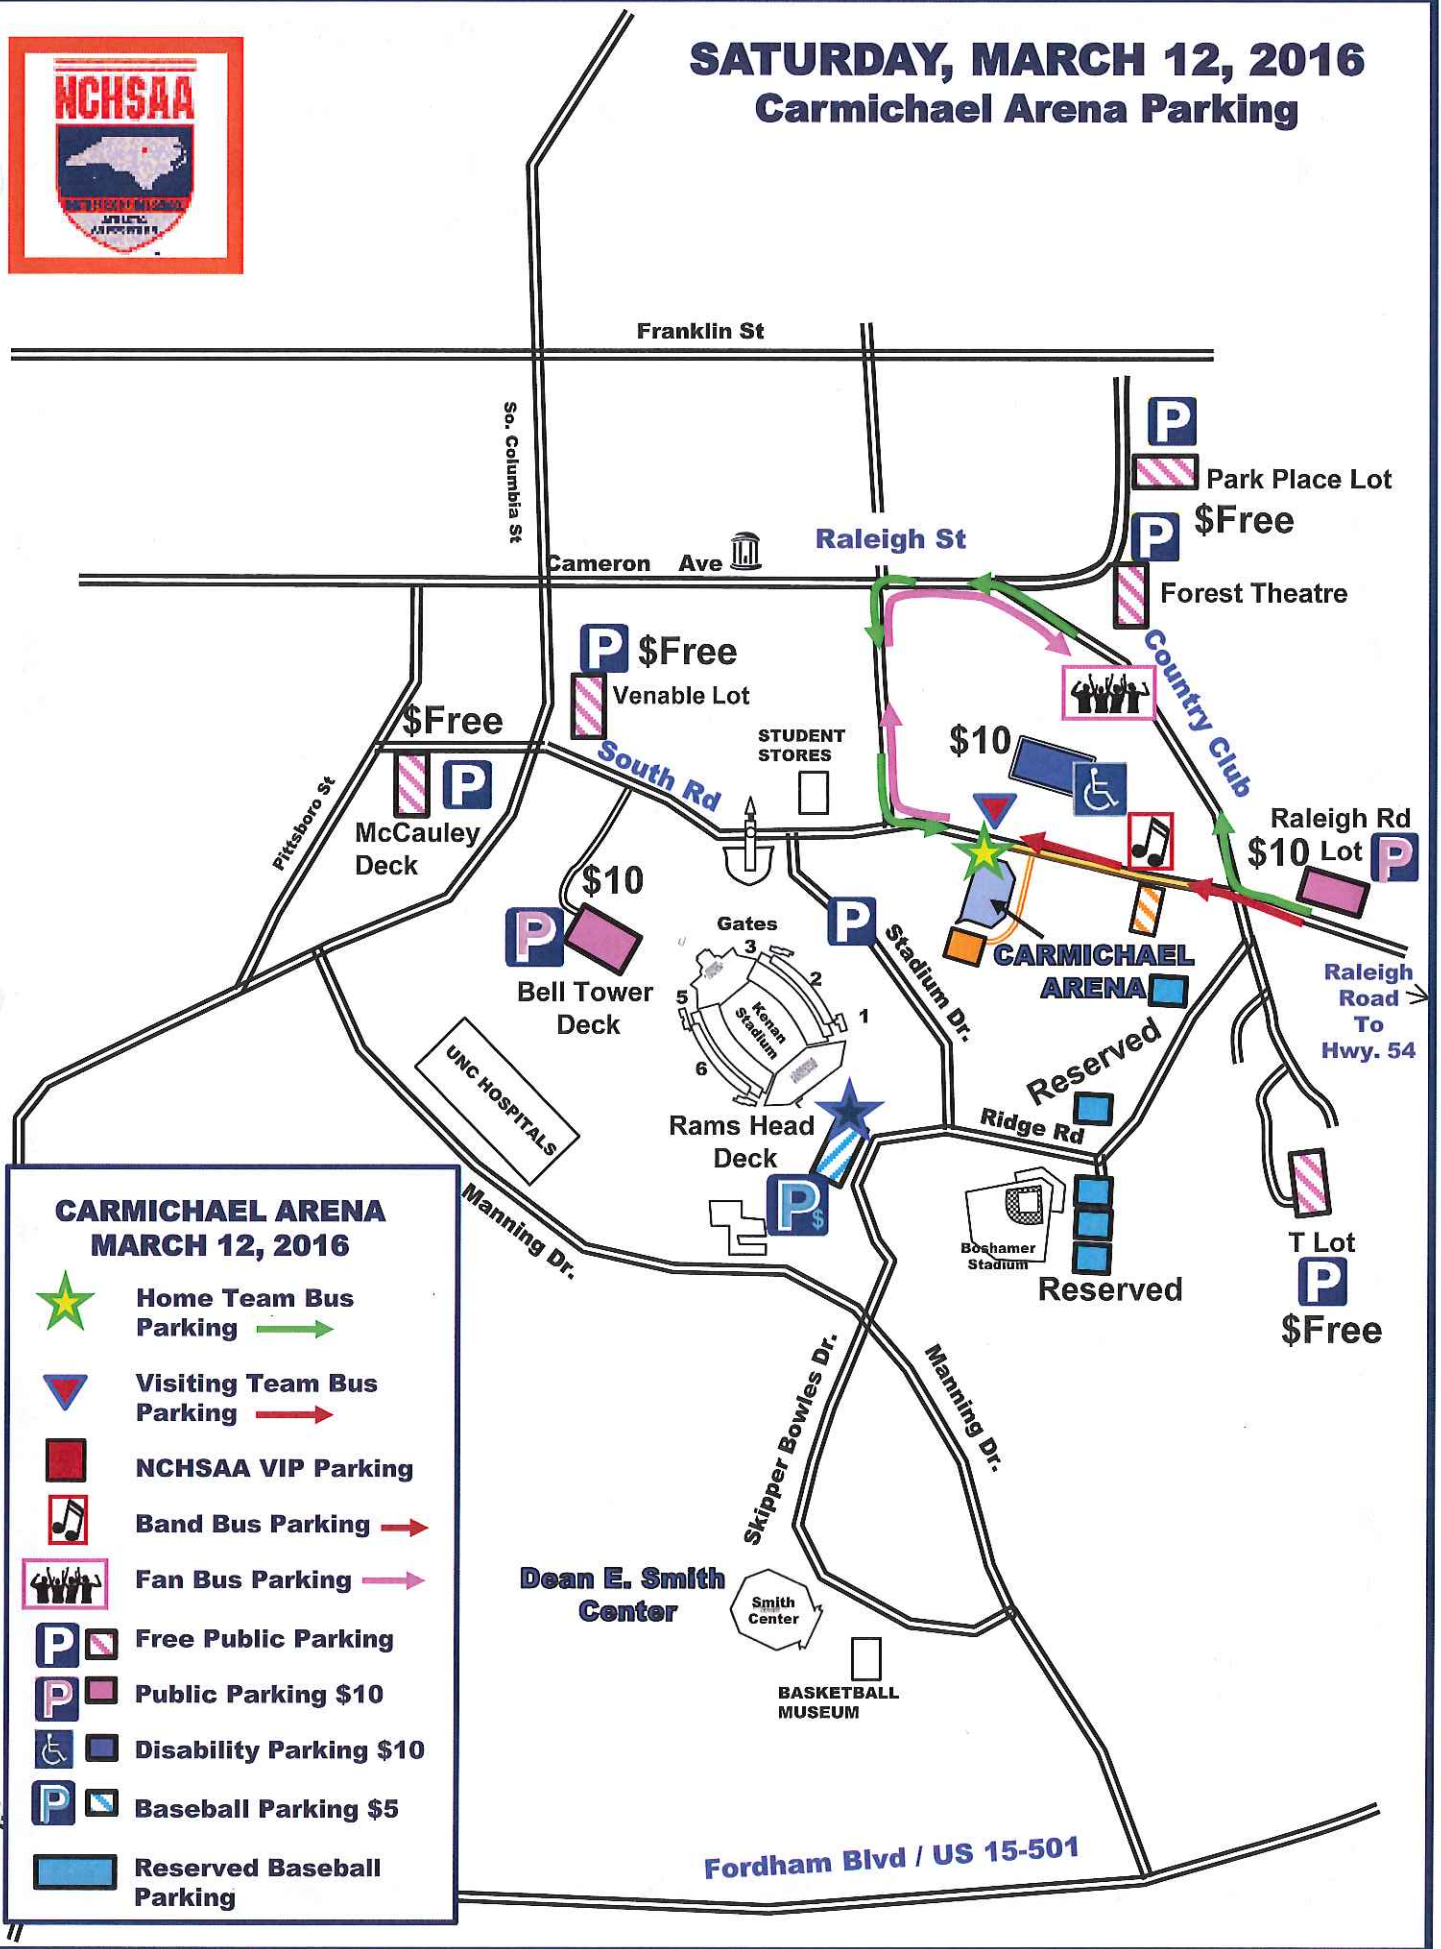 SATURDAY, MARCH 12, 2016
Carmichael Arena Parking
NCHSAA
Franklin St
So. Columbia St
P
Park Place Lot
$Free
P
Raleigh St
Cameron Ave
Forest Theatre
P $Free
Venable Lot
Country Club
$Free
South Rd
STUDENT
STORES
$10
P
McCauley
Deck
Pittsboro St
Raleigh Rd
$10 Lot P
$10
P
Bell Tower
Deck
Gates
3
2
1
5
6
Kenan
Stadium
P
Stadium Dr.
CARMICHAEL
ARENA
Raleigh
Road
To
Hwy. 54
Reserved
UNC HOSPITALS
Rams Head
Deck
P$
Ridge Rd
Boshamer
Stadium
Reserved
T Lot
P
$Free
Manning Dr.
Skipper Bowles Dr.
Manning Dr.
Dean E. Smith
Center
Smith
Center
BASKETBALL
MUSEUM
Fordham Blvd / US 15-501
CARMICHAEL ARENA
MARCH 12, 2016
Home Team Bus
Parking
Visiting Team Bus
Parking
NCHSAA VIP Parking
Band Bus Parking
Fan Bus Parking
P Free Public Parking
P Public Parking $10
Disability Parking $10
P Baseball Parking $5
Reserved Baseball
Parking